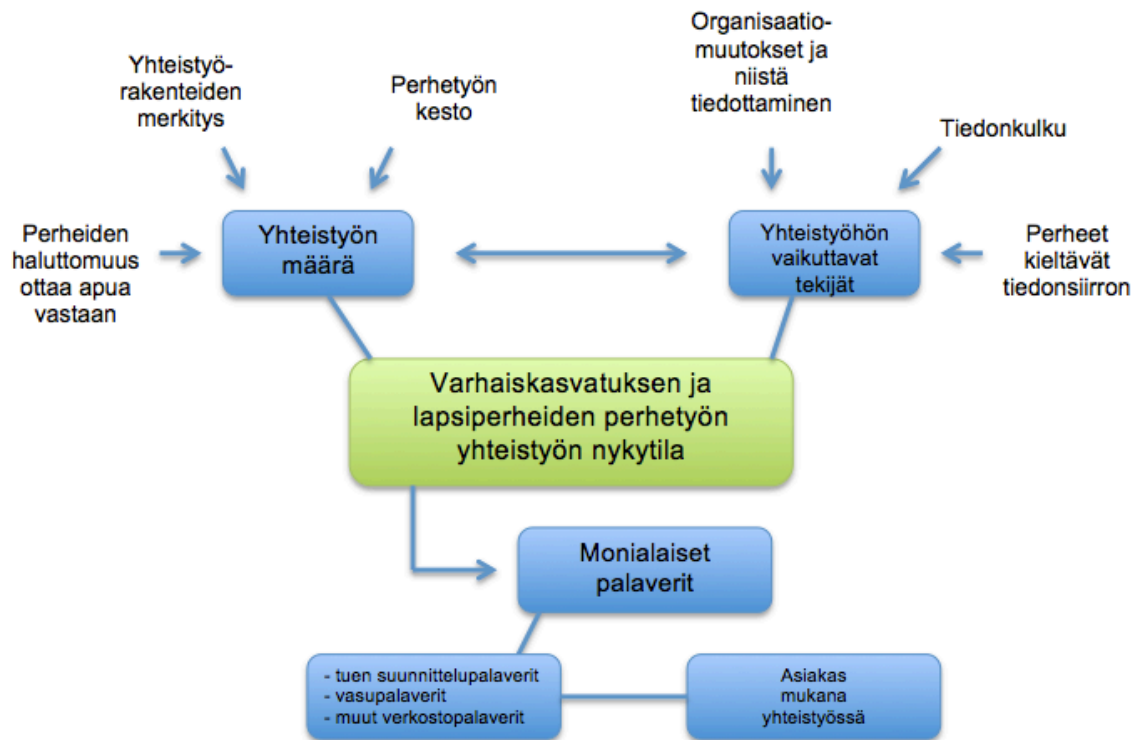 Organisaatio-
muutokset ja
niistä
tiedottaminen
Yhteistyö-
rakenteiden
merkitys
Perhetyön
kesto
Tiedonkulku
Perheiden
haluttomuus
ottaa apua
vastaan
Yhteistyön
määrä
Yhteistyöhön
vaikuttavat
tekijät
Perheet
kieltävät
tiedonsiirron
Varhaiskasvatuksen ja
lapsiperheiden perhetyön
yhteistyön nykytila
Monialaiset
palaverit
- tuen suunnittelupalaverit
- vasupalaverit
- muut verkostopalaverit
Asiakas
mukana
yhteistyössä